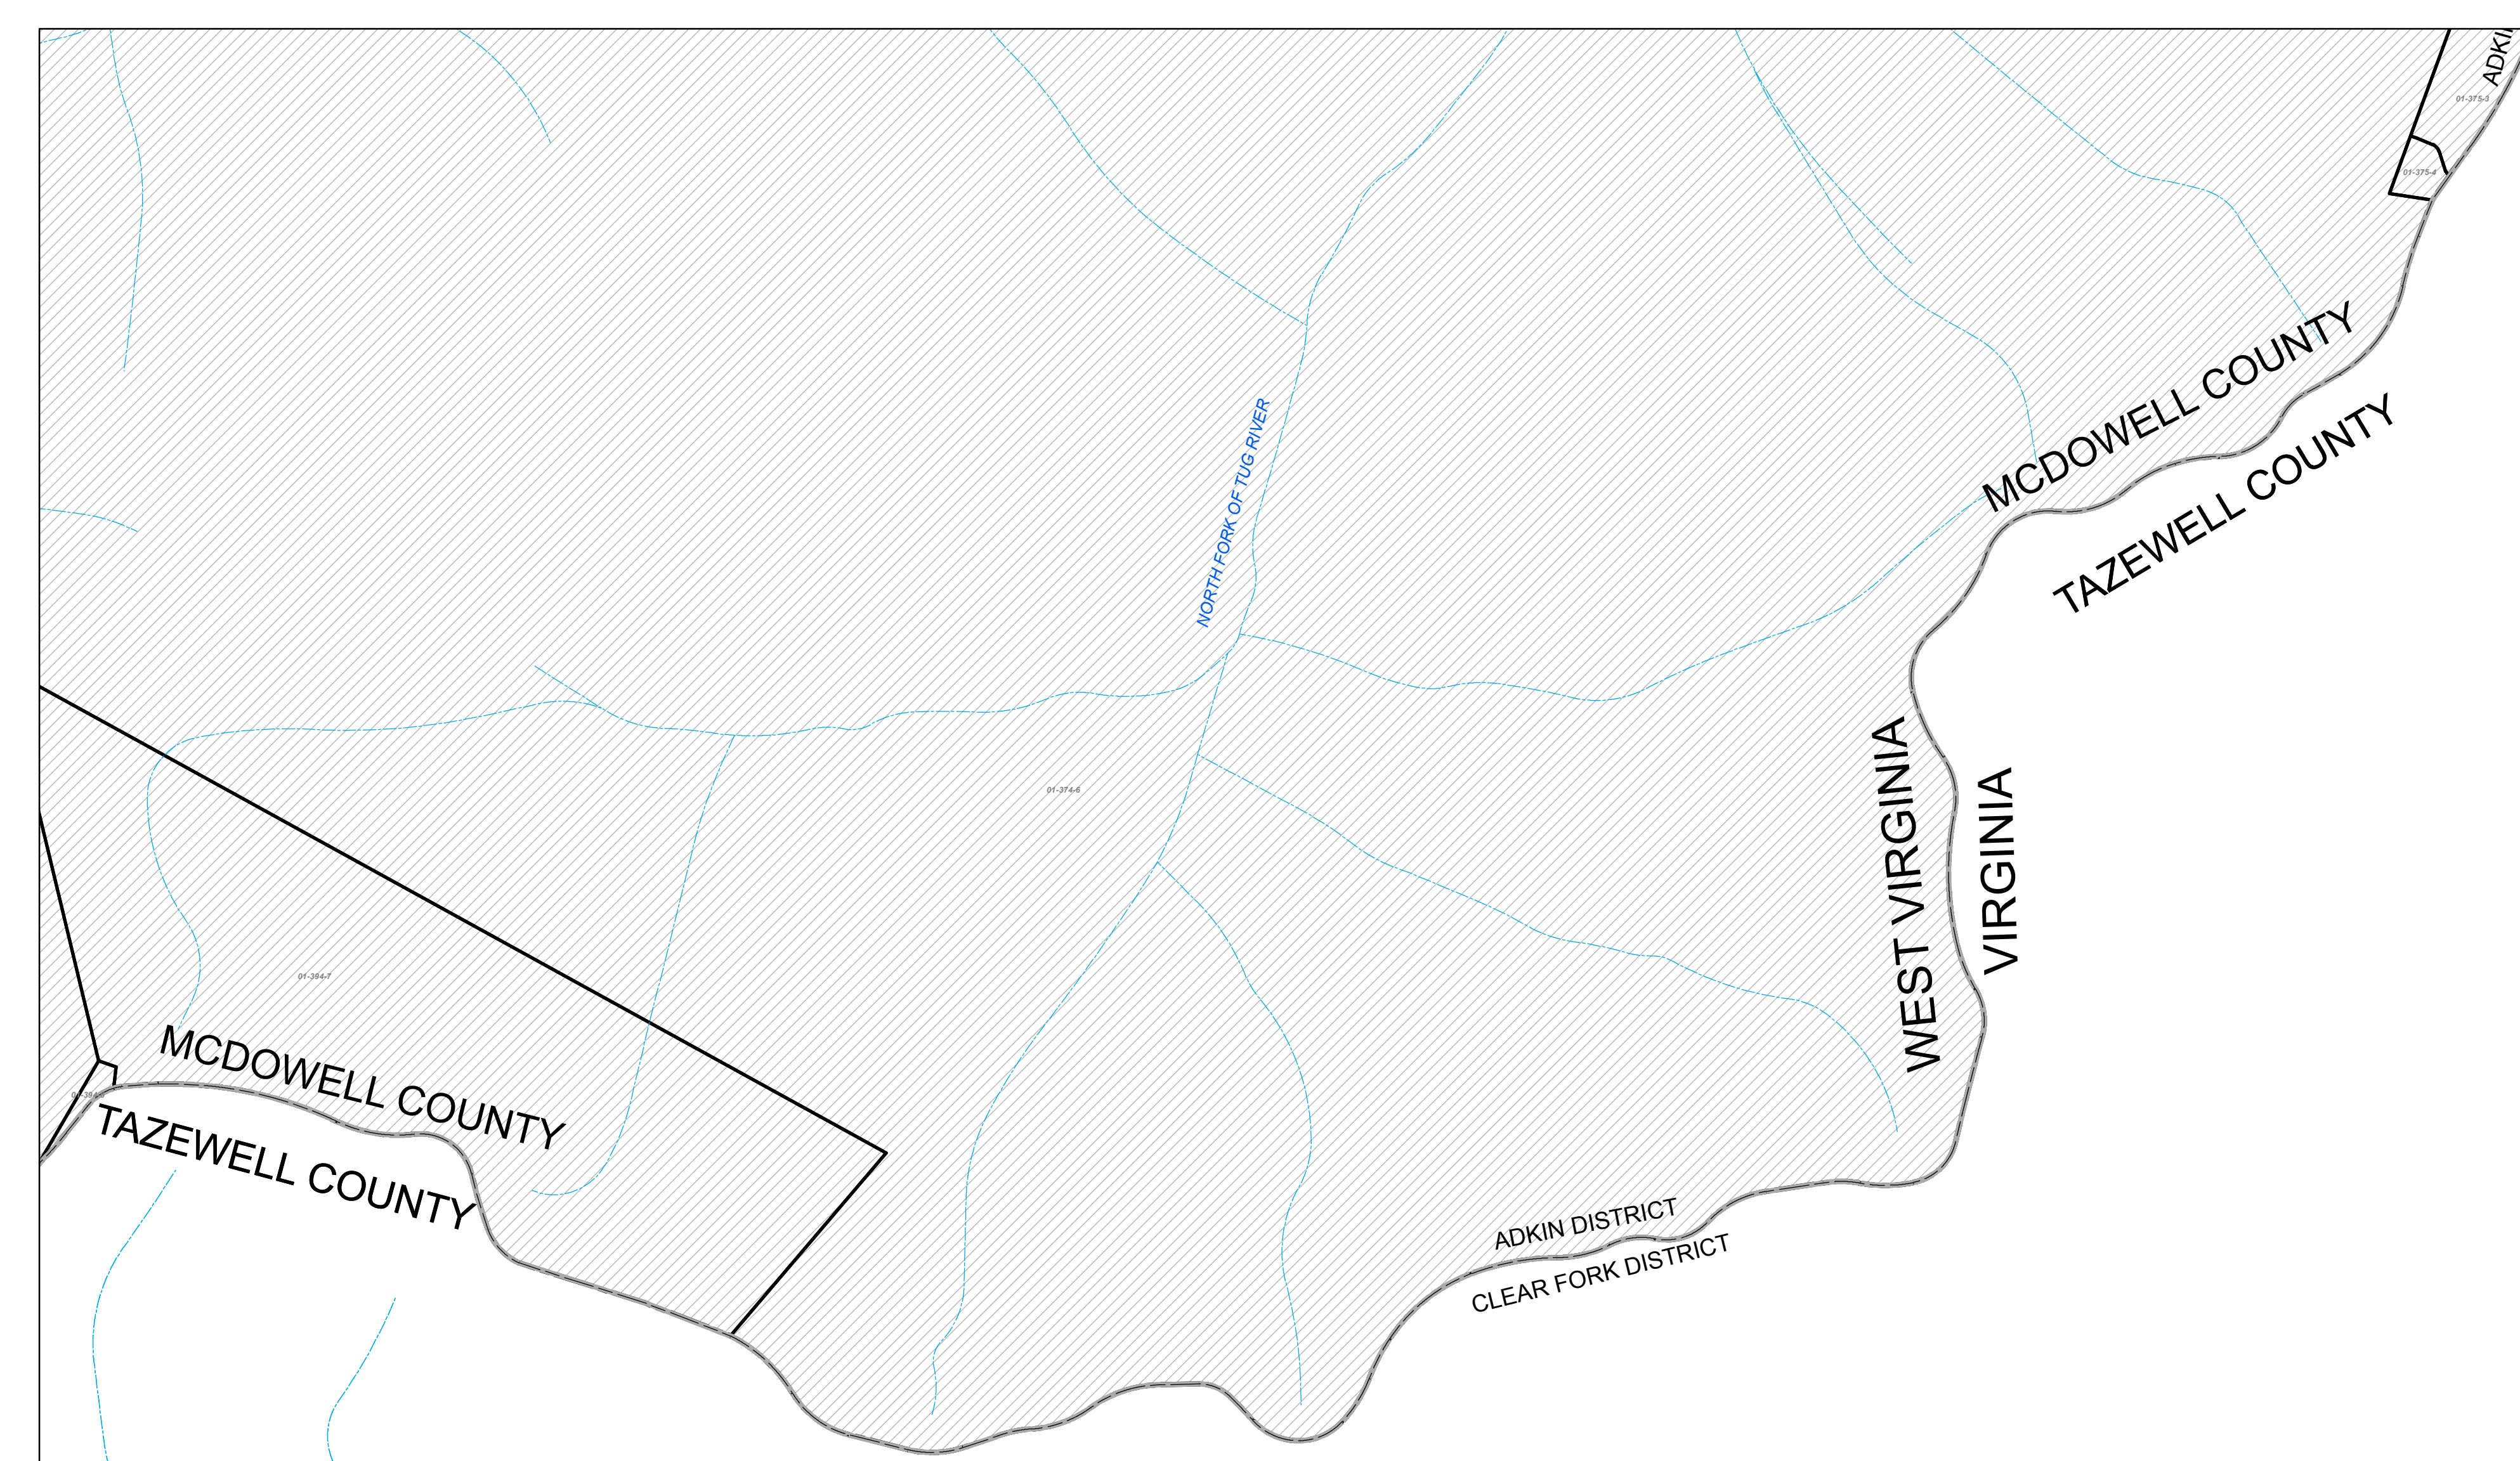 ADKI
01-375-3
01-375-4
MCDOWELL COUNTY
TAZEWELL COUNTY
NORTH FORK OF TUG RIVER
WEST VIRGINIA
VIRGINIA
01-374-6
01-394-7
MCDOWELL COUNTY
TAZEWELL COUNTY
ADKIN DISTRICT
CLEAR FORK DISTRICT